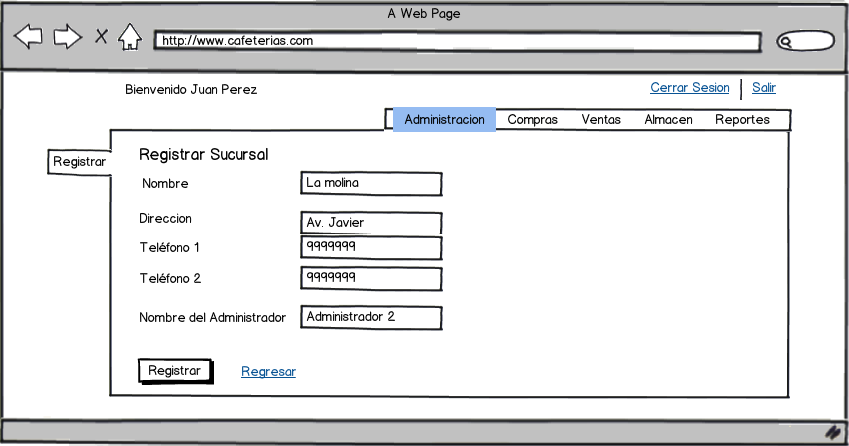 A Web Page
http://www.cafeterias.com
Bienvenido Juan Perez
Cerrar Sesion
Salir
Administracion Compras Ventas Almacen Reportes
Registrar
Registrar Sucursal
Nombre La molina
Direccion Av. Javier
Teléfono 1 9999999
Teléfono 2 9999999
Nombre del Administrador Administrador 2
Registrar Regresar